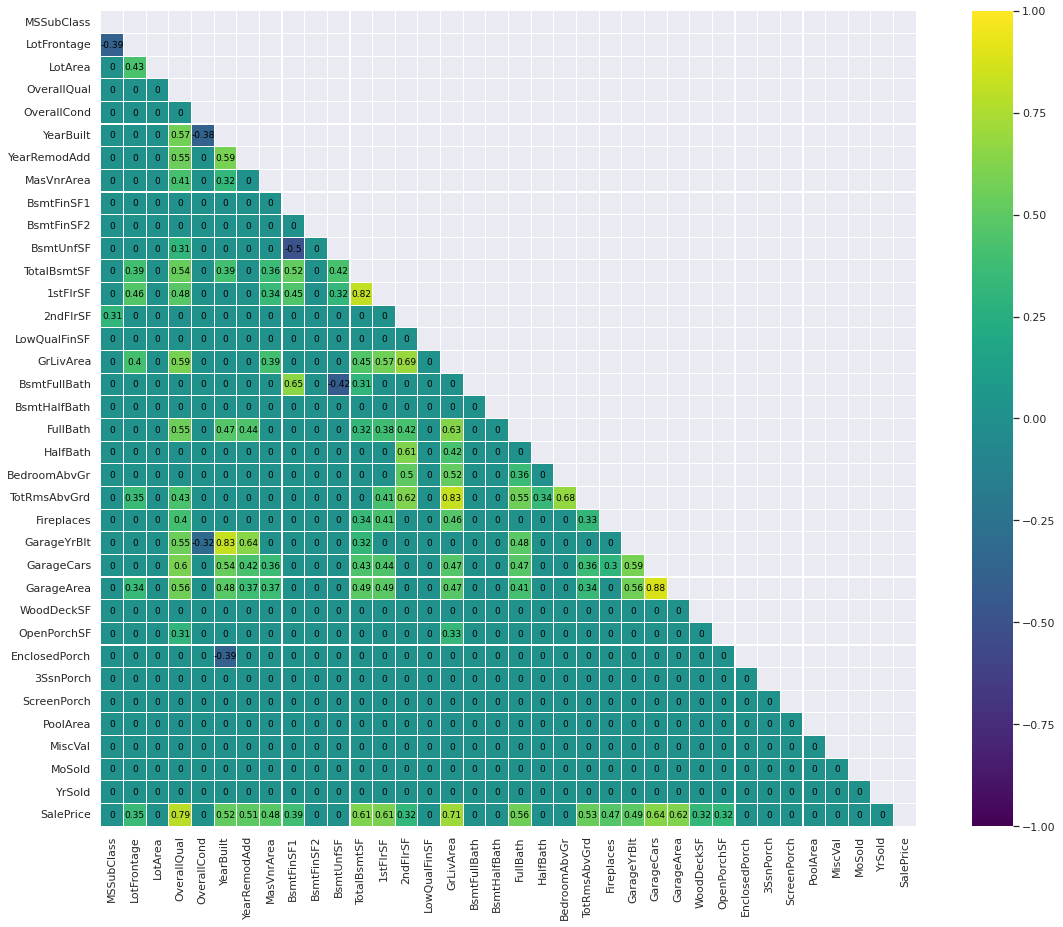 MSSubClass
LotFrontage -0.39
LotArea 0 0.43
OverallQual 0 0 0
OverallCond 0 0 0 0
YearBuilt 0 0 0 0.57 -0.38
YearRemodAdd 0 0 0 0.55 0 0.59
MasVnrArea 0 0 0 0.41 0 0.32 0
BsmtFinSF1 0 0 0 0 0 0 0 0
BsmtFinSF2 0 0 0 0 0 0 0 0 0
BsmtUnfSF 0 0 0 0.31 0 0 0 0 -0.5 0
TotalBsmtSF 0 0.39 0 0.54 0 0.39 0 0.36 0.52 0 0.42
1stFlrSF 0 0.46 0 0.48 0 0 0 0.34 0.45 0 0.32 0.82
2ndFlrSF 0.31 0 0 0 0 0 0 0 0 0 0 0 0
LowQualFinSF 0 0 0 0 0 0 0 0 0 0 0 0 0 0
GrLivArea 0 0.4 0 0.59 0 0 0 0.39 0 0 0 0.45 0.57 0.69 0
BsmtFullBath 0 0 0 0 0 0 0 0 0.65 0 -0.42 0.31 0 0 0 0
BsmtHalfBath 0 0 0 0 0 0 0 0 0 0 0 0 0 0 0 0 0
FullBath 0 0 0 0.55 0 0.47 0.44 0 0 0 0 0.32 0.38 0.42 0 0.63 0 0
HalfBath 0 0 0 0 0 0 0 0 0 0 0 0 0 0.61 0 0.42 0 0 0
BedroomAbvGr 0 0 0 0 0 0 0 0 0 0 0 0 0 0.5 0 0.52 0 0 0.36 0
TotRmsAbvGrd 0 0.35 0 0.43 0 0 0 0 0 0 0 0 0.41 0.62 0 0.83 0 0 0.55 0.34 0.68
Fireplaces 0 0 0 0.4 0 0 0 0 0 0 0 0.34 0.41 0 0 0.46 0 0 0 0 0 0.33
GarageYrBlt 0 0 0 0.55 -0.32 0.83 0.64 0 0 0 0 0.32 0 0 0 0 0 0 0.48 0 0 0 0
GarageCars 0 0 0 0.6 0 0.54 0.42 0.36 0 0 0 0.43 0.44 0 0 0.47 0 0 0.47 0 0 0.36 0.3 0.59
GarageArea 0 0.34 0 0.56 0 0.48 0.37 0.37 0 0 0 0.49 0.49 0 0 0.47 0 0 0.41 0 0 0.34 0 0.56 0.88
WoodDeckSF 0 0 0 0 0 0 0 0 0 0 0 0 0 0 0 0 0 0 0 0 0 0 0 0 0 0
OpenPorchSF 0 0 0 0.31 0 0 0 0 0 0 0 0 0 0 0 0.33 0 0 0 0 0 0 0 0 0 0 0
EnclosedPorch 0 0 0 0 0 -0.39 0 0 0 0 0 0 0 0 0 0 0 0 0 0 0 0 0 0 0 0 0 0
3SsnPorch 0 0 0 0 0 0 0 0 0 0 0 0 0 0 0 0 0 0 0 0 0 0 0 0 0 0 0 0 0
ScreenPorch 0 0 0 0 0 0 0 0 0 0 0 0 0 0 0 0 0 0 0 0 0 0 0 0 0 0 0 0 0 0
PoolArea 0 0 0 0 0 0 0 0 0 0 0 0 0 0 0 0 0 0 0 0 0 0 0 0 0 0 0 0 0 0 0
MiscVal 0 0 0 0 0 0 0 0 0 0 0 0 0 0 0 0 0 0 0 0 0 0 0 0 0 0 0 0 0 0 0 0
MoSold 0 0 0 0 0 0 0 0 0 0 0 0 0 0 0 0 0 0 0 0 0 0 0 0 0 0 0 0 0 0 0 0 0
YrSold 0 0 0 0 0 0 0 0 0 0 0 0 0 0 0 0 0 0 0 0 0 0 0 0 0 0 0 0 0 0 0 0 0 0
SalePrice 0 0.35 0 0.79 0 0.52 0.51 0.48 0.39 0 0 0.61 0.61 0.32 0 0.71 0 0 0.56 0 0 0.53 0.47 0.49 0.64 0.62 0.32 0.32 0 0 0 0 0 0 0
MSSubClass LotFrontage LotArea OverallQual OverallCond YearBuilt YearRemodAdd MasVnrArea BsmtFinSF1 BsmtFinSF2 BsmtUnfSF TotalBsmtSF 1stFlrSF 2ndFlrSF LowQualFinSF GrLivArea BsmtFullBath BsmtHalfBath FullBath HalfBath BedroomAbvGr TotRmsAbvGrd Fireplaces GarageYrBlt GarageCars GarageArea WoodDeckSF OpenPorchSF EnclosedPorch 3SsnPorch ScreenPorch PoolArea MiscVal MoSold YrSold SalePrice
1.00
0.75
0.50
0.25
0.00
−0.25
−0.50
−0.75
−1.00